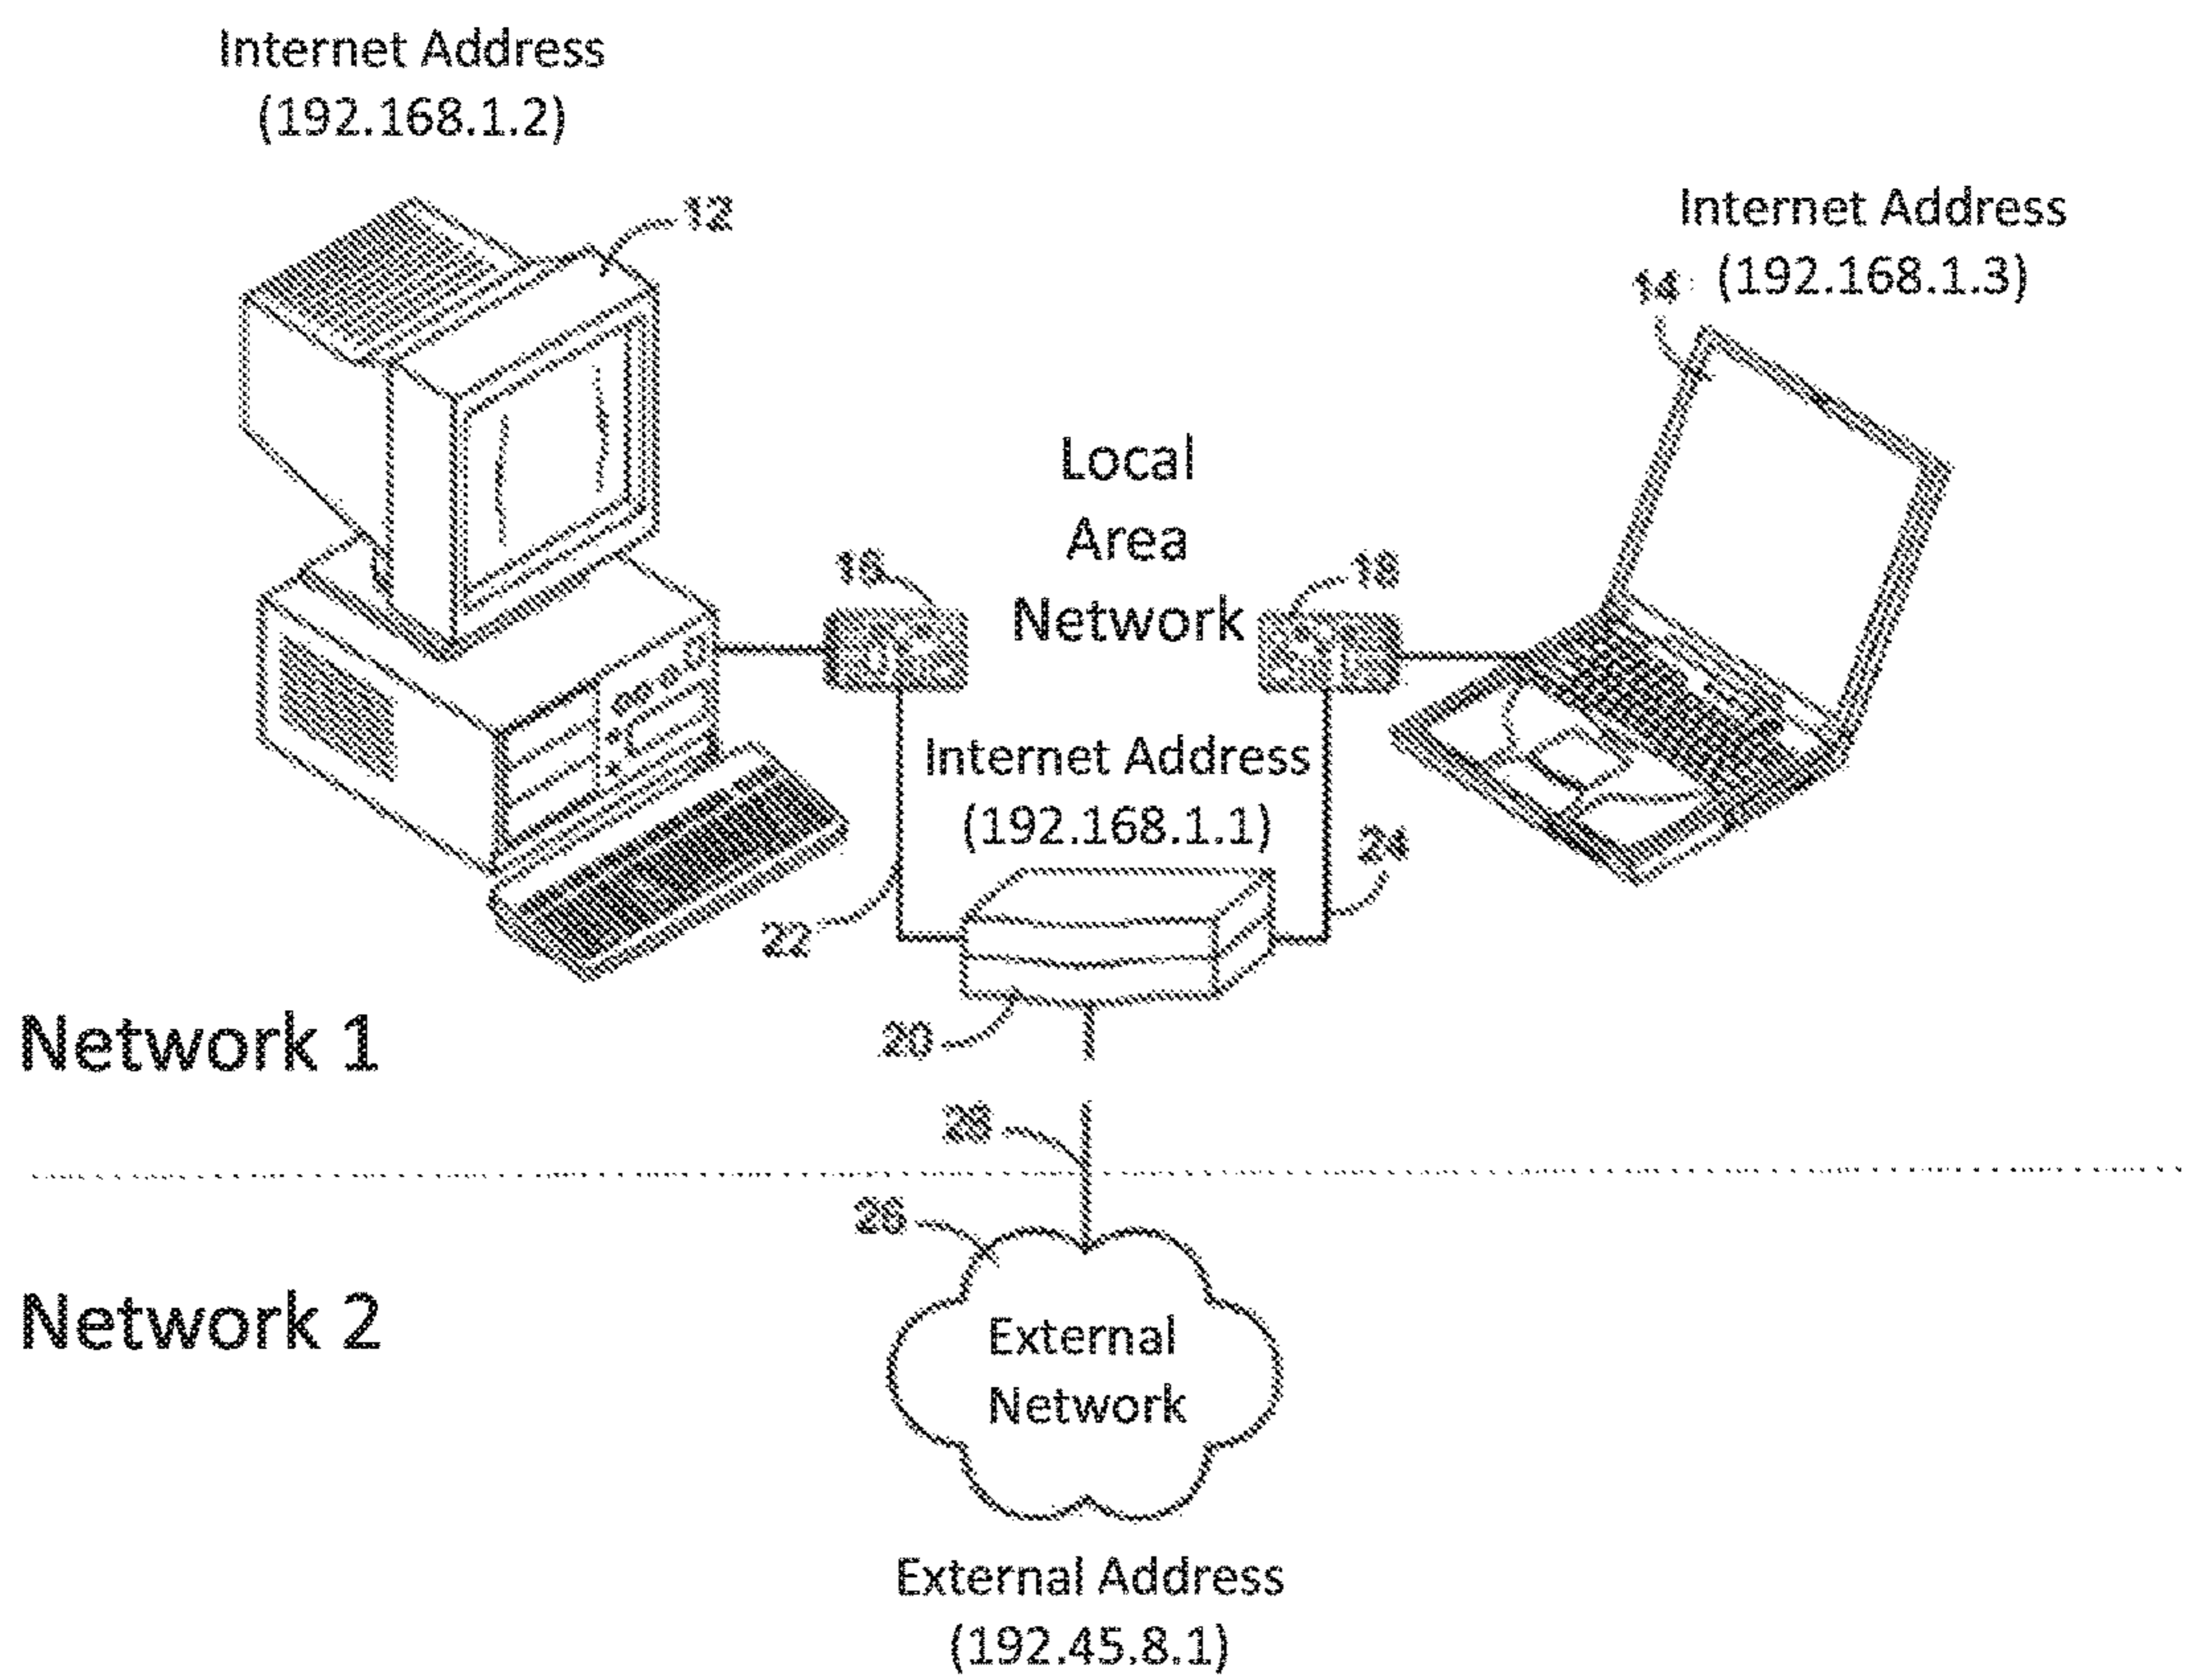 Internet Address
(192.168.1.2)
12
Internet Address
(192.168.1.3)
14
Local
Area
Network
16
18
Internet Address
(192.168.1.1)
24
22
20
Network 1
28
26
Network 2
External
Network
External Address
(192.45.8.1)